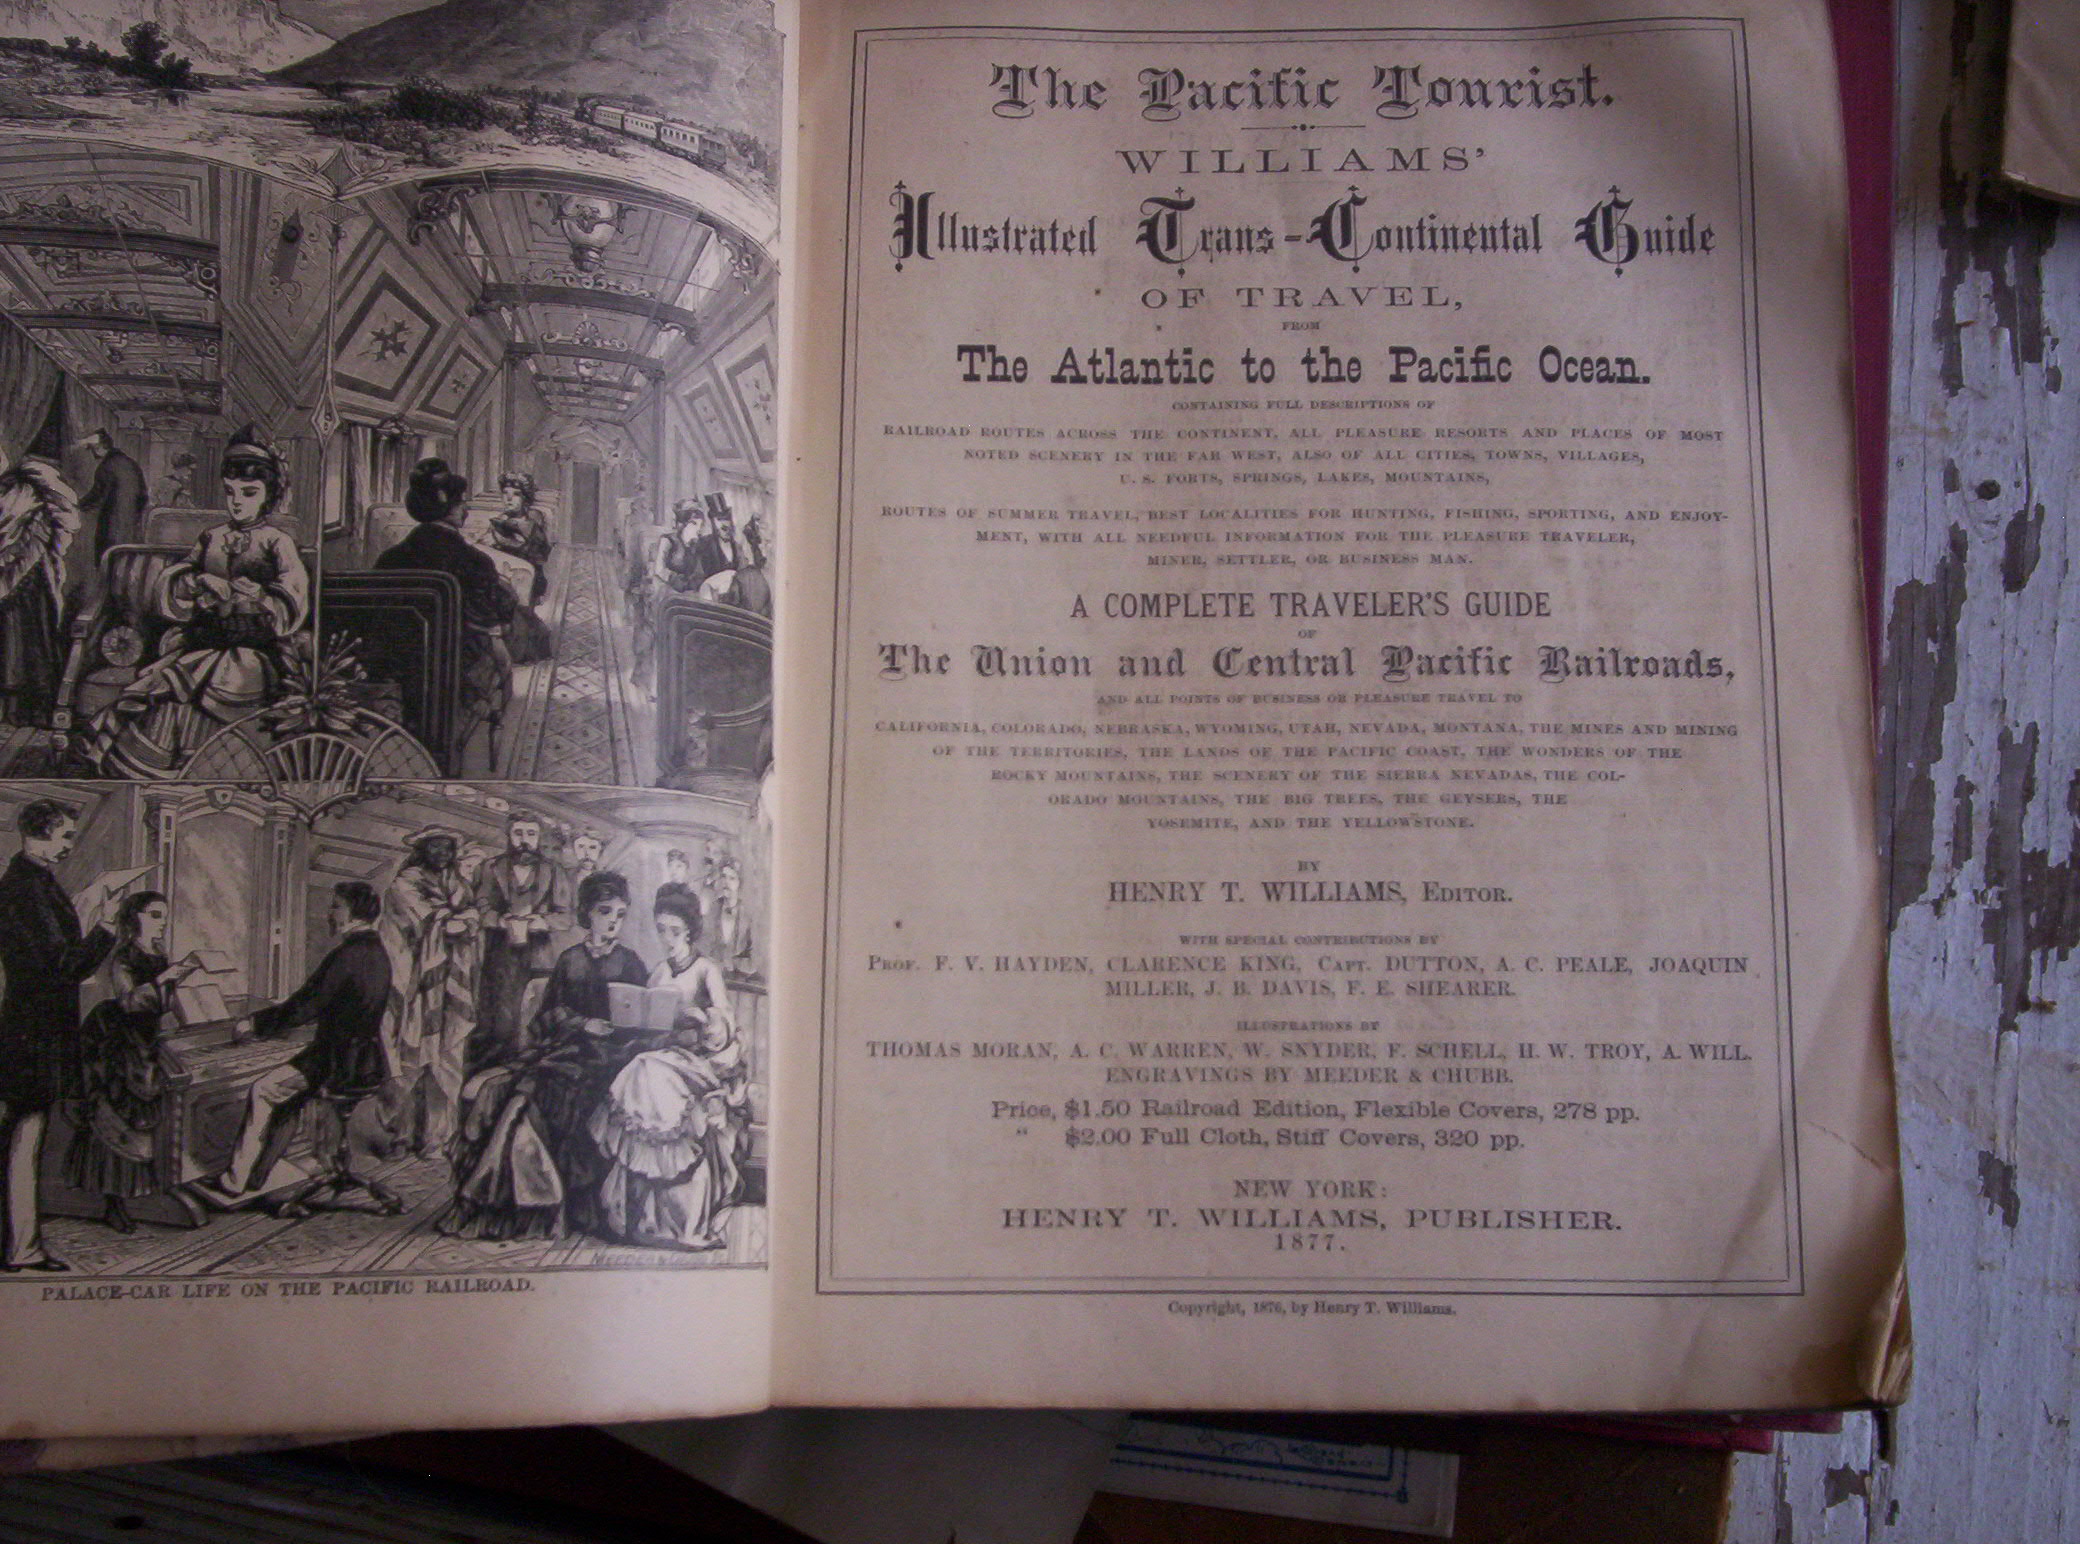 PALACE-CAR LIFE ON THE PACIFIC RAILROAD.
The Pacific Tourist.
WILLIAMS'
Illustrated Trans-Continental Guide
OF TRAVEL,
FROM
The Atlantic to the Pacific Ocean.
CONTAINING FULL DESCRIPTIONS OF
RAILROAD ROUTES ACROSS THE CONTINENT, ALL PLEASURE RESORTS AND PLACES OF MOST
NOTED SCENERY IN THE FAR WEST, ALSO OF ALL CITIES, TOWNS, VILLAGES,
U. S. FORTS, SPRINGS, LAKES, MOUNTAINS,
ROUTES OF SUMMER TRAVEL, BEST LOCALITIES FOR HUNTING, FISHING, SPORTING, AND ENJOY-
MENT, WITH ALL NEEDFUL INFORMATION FOR THE PLEASURE TRAVELER,
MINER, SETTLER, OR BUSINESS MAN.
A COMPLETE TRAVELER'S GUIDE
OF
The Union and Central Pacific Railroads,
AND ALL POINTS OF BUSINESS OR PLEASURE TRAVEL TO
CALIFORNIA, COLORADO, NEBRASKA, WYOMING, UTAH, NEVADA, MONTANA, THE MINES AND MINING
OF THE TERRITORIES, THE LANDS OF THE PACIFIC COAST, THE WONDERS OF THE
ROCKY MOUNTAINS, THE SCENERY OF THE SIERRA NEVADAS, THE COL-
ORADO MOUNTAINS, THE BIG TREES, THE GEYSERS, THE
YOSEMITE, AND THE YELLOWSTONE.
BY
HENRY T. WILLIAMS, EDITOR.
WITH SPECIAL CONTRIBUTIONS BY
PROF. F. V. HAYDEN, CLARENCE KING, CAPT. DUTTON, A. C. PEALE, JOAQUIN
MILLER, J. B. DAVIS, F. E. SHEARER.
ILLUSTRATIONS BY
THOMAS MORAN, A. C. WARREN, W. SNYDER, F. SCHELL, H. W. TROY, A. WILL.
ENGRAVINGS BY MEEDER & CHUBB.
Price, $1.50 Railroad Edition, Flexible Covers, 278 pp.
" $2.00 Full Cloth, Stiff Covers, 320 pp.
NEW YORK:
HENRY T. WILLIAMS, PUBLISHER.
1877.
Copyright, 1876, by Henry T. Williams.